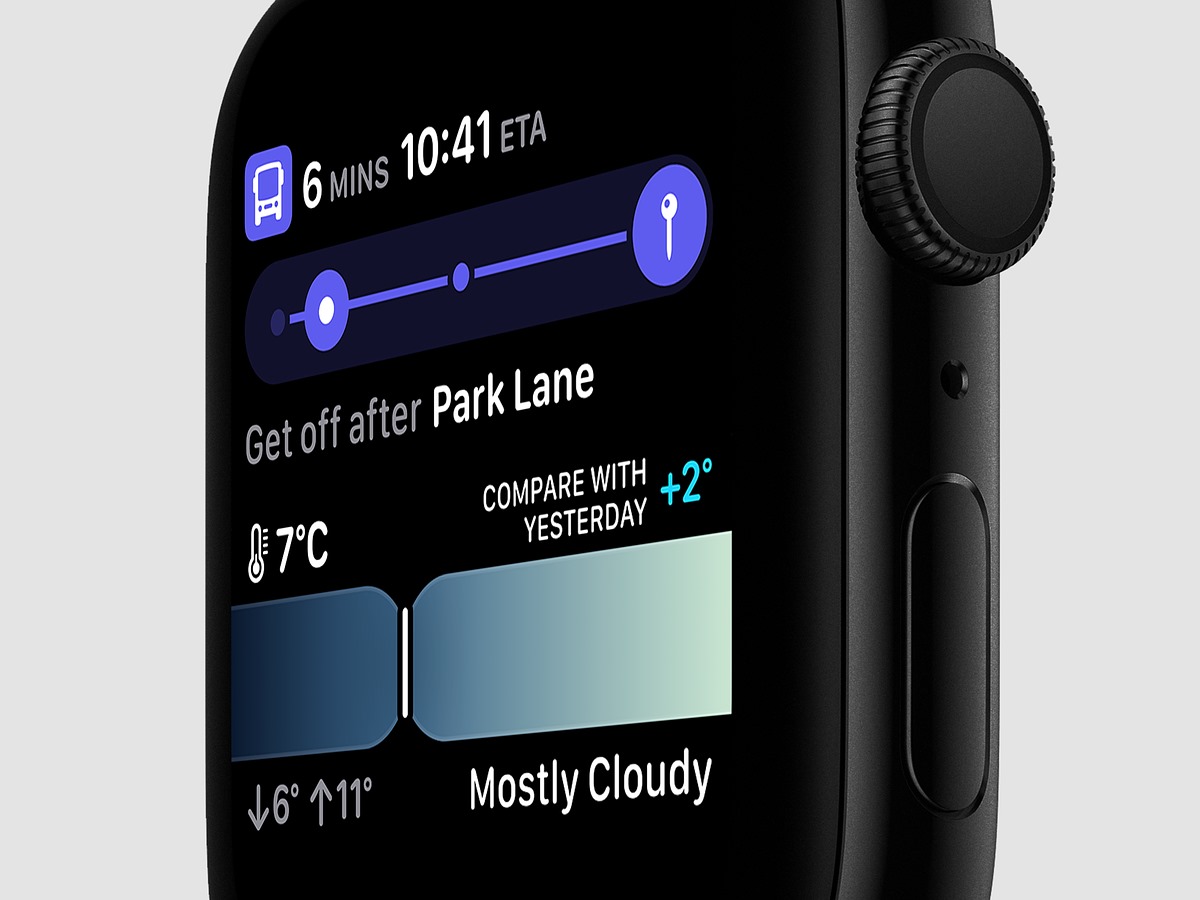 6 MINS 10:41 ETA
Get off after Park Lane
COMPARE WITH
YESTERDAY +2°
7°C
↓6° ↑11°
Mostly Cloudy